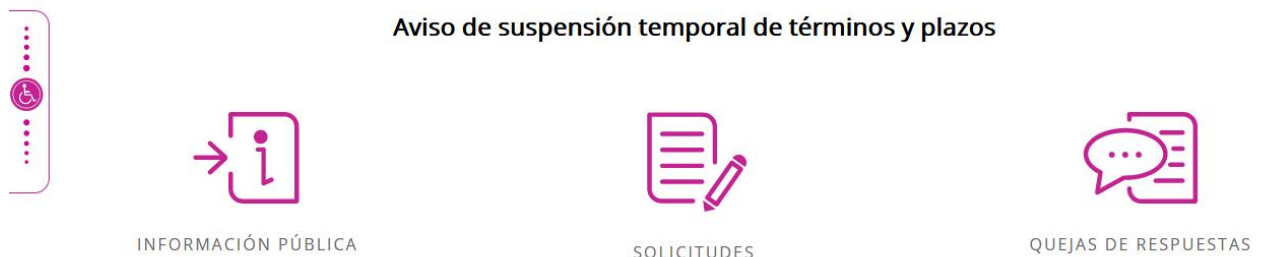 Aviso de suspensión temporal de términos y plazos
INFORMACIÓN PÚBLICA
SOLICITUDES
QUEJAS DE RESPUESTAS